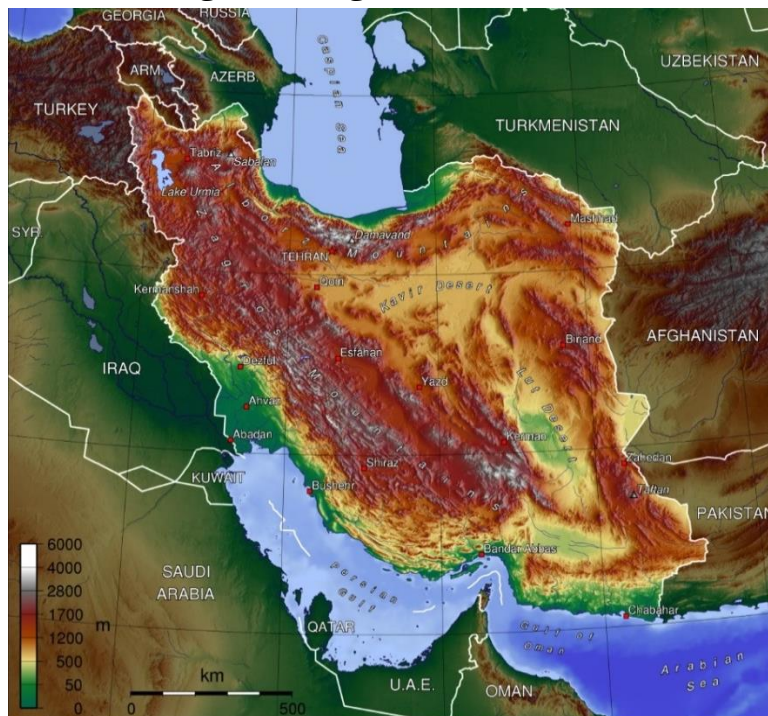 GEORGIA
RUSSIA
UZBEKISTAN
ARM.
AZERB.
Caspian Sea
TURKEY
TURKMENISTAN
Tabriz
Sabalan
Lake Urmia
Alborz Mountains
Mashhad
Damavand
SYR.
TEHRAN
Qom
Kavir Desert
Kermanshah
Zagros Mountains
AFGHANISTAN
Esfahan
Birjand
IRAQ
Dezful
Yazd
Lut Desert
Ahvaz
Abadan
Kerman
Shiraz
Zahedan
KUWAIT
Bushehr
Taftan
PAKISTAN
6000
4000
2800
1700
1200
500
50
0
m
Bandar Abbas
SAUDI
ARABIA
Persian
Gulf
Chabahar
QATAR
Gulf of
Oman
km
0
500
U.A.E.
OMAN
Arabian
Sea